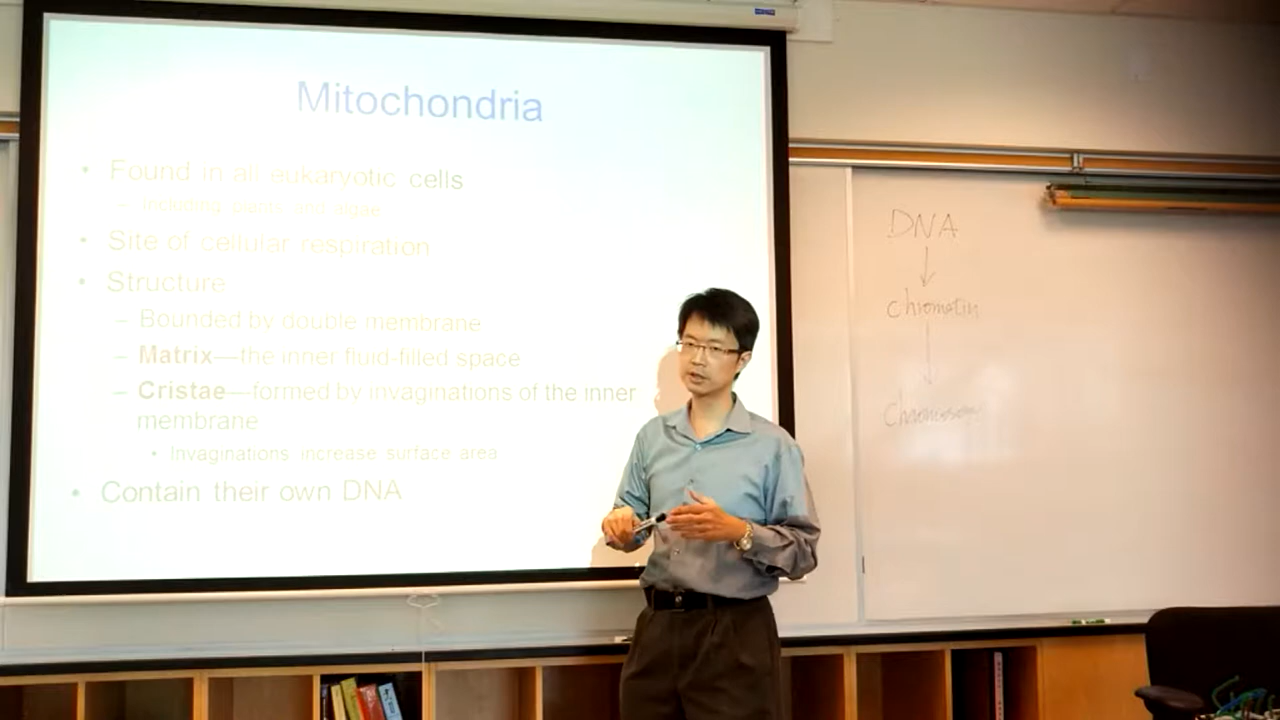 Mitochondria
• Found in all eukaryotic cells
– including plants and algae
• Site of cellular respiration
• Structure
– Bounded by double membrane
– Matrix—the inner fluid-filled space
– Cristae—formed by invaginations of the inner
membrane
• Invaginations increase surface area
• Contain their own DNA
DNA
chromatin